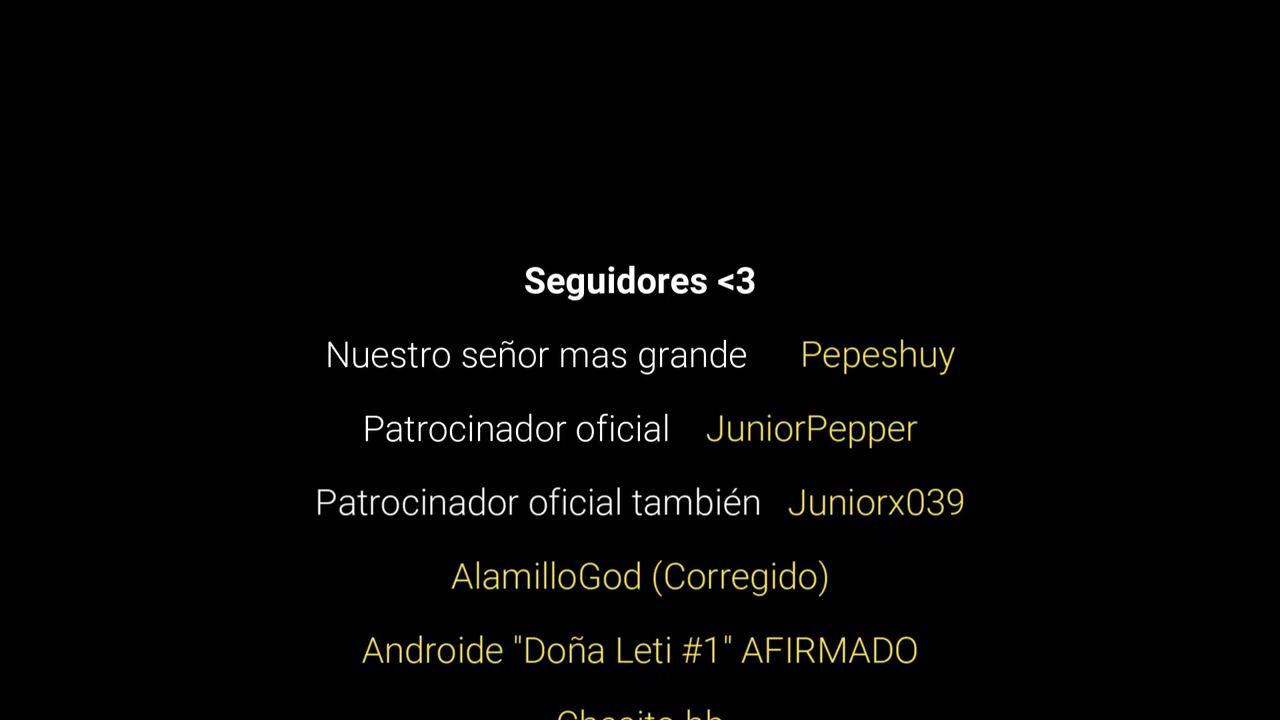 Seguidores <3
Nuestro señor mas grande Pepeshuy
Patrocinador oficial JuniorPepper
Patrocinador oficial también Juniorx039
AlamilloGod (Corregido)
Androide "Doña Leti #1" AFIRMADO